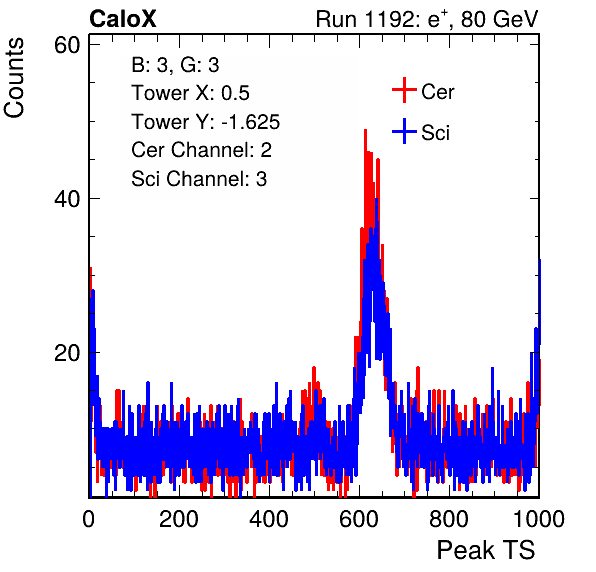 CaloX Run 1192: e⁺, 80 GeV
B: 3, G: 3
Tower X: 0.5
Tower Y: -1.625
Cer Channel: 2
Sci Channel: 3
Cer
Sci
Counts
60
40
20
0 200 400 600 800 1000
Peak TS